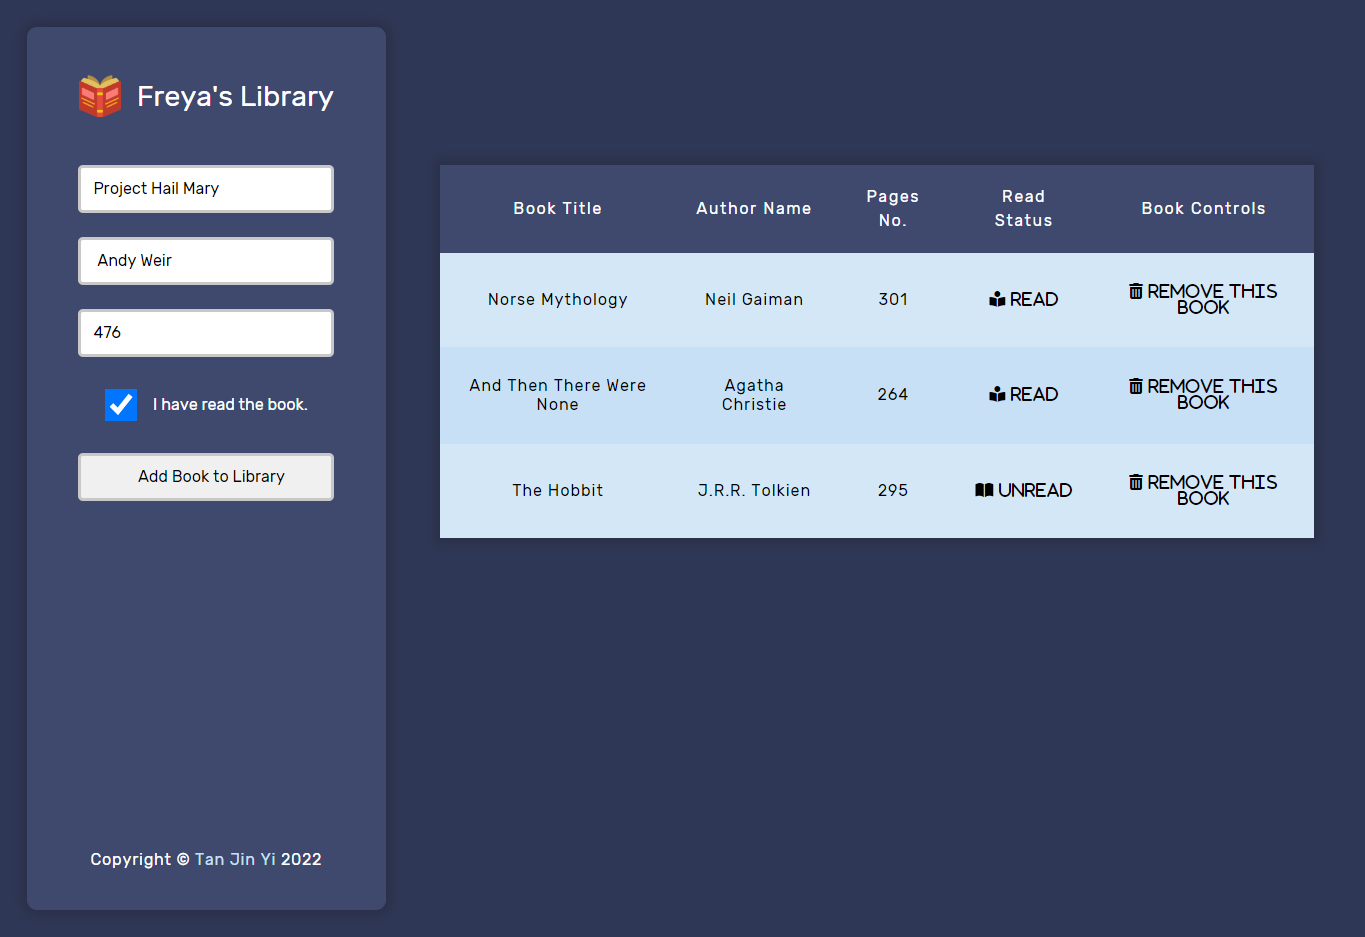 Freya's Library
Project Hail Mary
Andy Weir
476
I have read the book.
Add Book to Library
Copyright © Tan Jin Yi 2022
Book Title Author Name Pages No. Read Status Book Controls
Norse Mythology Neil Gaiman 301 READ REMOVE THIS BOOK
And Then There Were None Agatha Christie 264 READ REMOVE THIS BOOK
The Hobbit J.R.R. Tolkien 295 UNREAD REMOVE THIS BOOK